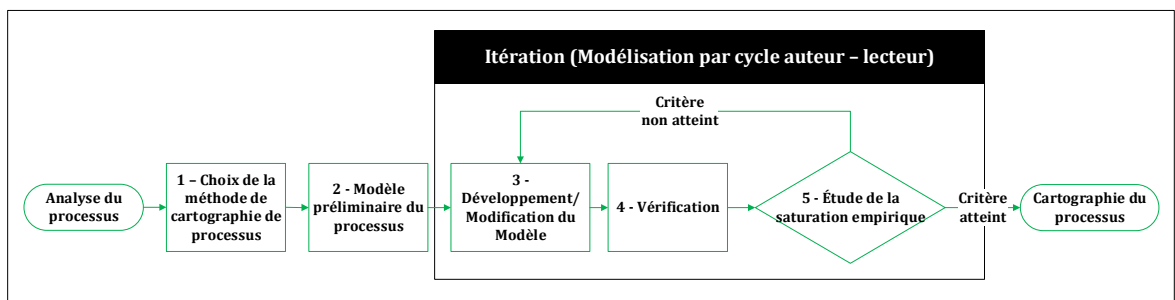 Itération (Modélisation par cycle auteur – lecteur)
Critère
non atteint
Analyse du
processus
1 – Choix de la
méthode de
cartographie de
processus
2 - Modèle
préliminaire du
processus
3 -
Développement/
Modification du
Modèle
4 - Vérification
5 - Étude de la
saturation empirique
Critère
atteint
Cartographie du
processus